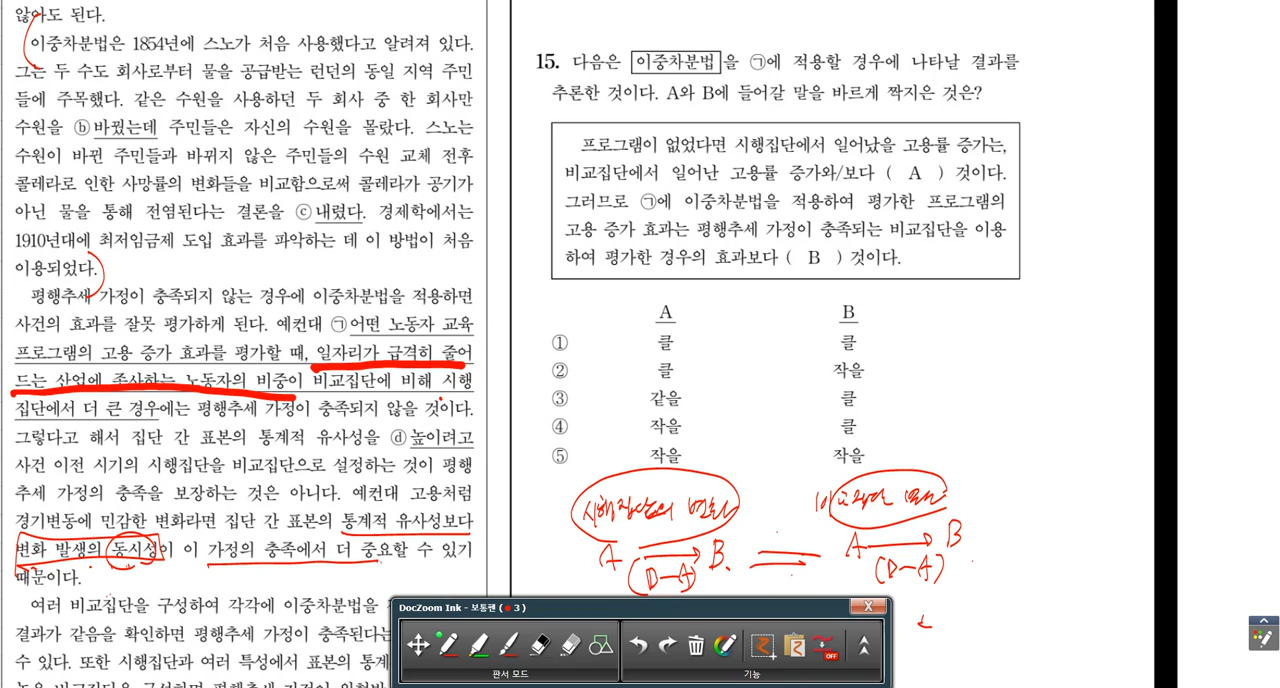 않아도 된다.
이중차분법은 1854년에 스노가 처음 사용했다고 알려져 있다.
그는 두 수도 회사로부터 물을 공급받는 런던의 동일 지역 주민
들에 주목했다. 같은 수원을 사용하던 두 회사 중 한 회사만
수원을 ⓑ바꿨는데 주민들은 자신의 수원을 몰랐다. 스노는
수원이 바뀐 주민들과 바뀌지 않은 주민들의 수원 교체 전후
콜레라로 인한 사망률의 변화들을 비교함으로써 콜레라가 공기가
아닌 물을 통해 전염된다는 결론을 ⓒ내렸다. 경제학에서는
1910년대에 최저임금제 도입 효과를 파악하는 데 이 방법이 처음
이용되었다.
평행추세 가정이 충족되지 않는 경우에 이중차분법을 적용하면
사건의 효과를 잘못 평가하게 된다. 예컨대 ㉠어떤 노동자 교육
프로그램의 고용 증가 효과를 평가할 때, 일자리가 급격히 줄어
드는 산업에 종사하는 노동자의 비중이 비교집단에 비해 시행
집단에서 더 큰 경우에는 평행추세 가정이 충족되지 않을 것이다.
그렇다고 해서 집단 간 표본의 통계적 유사성을 ⓓ높이려고
사건 이전 시기의 시행집단을 비교집단으로 설정하는 것이 평행
추세 가정의 충족을 보장하는 것은 아니다. 예컨대 고용처럼
경기변동에 민감한 변화라면 집단 간 표본의 통계적 유사성보다
변화 발생의 동시성이 이 가정의 충족에서 더 중요할 수 있기
때문이다.
여러 비교집단을 구성하여 각각에 이중차분법을
결과가 같음을 확인하면 평행추세 가정이 충족된다는
수 있다. 또한 시행집단과 여러 특성에서 표본의 통계
15. 다음은 이중차분법을 ㉠에 적용할 경우에 나타날 결과를
추론한 것이다. A와 B에 들어갈 말을 바르게 짝지은 것은?
프로그램이 없었다면 시행집단에서 일어났을 고용률 증가는,
비교집단에서 일어난 고용률 증가와/보다 ( A ) 것이다.
그러므로 ㉠에 이중차분법을 적용하여 평가한 프로그램의
고용 증가 효과는 평행추세 가정이 충족되는 비교집단을 이용
하여 평가한 경우의 효과보다 ( B ) 것이다.
A B
① 클 클
② 클 작을
③ 같을 클
④ 작을 클
⑤ 작을 작을
시행집단의 변화
A B
A B
DocZoom Ink - 보통펜 ( 3 )
OFF
판서 모드 기능